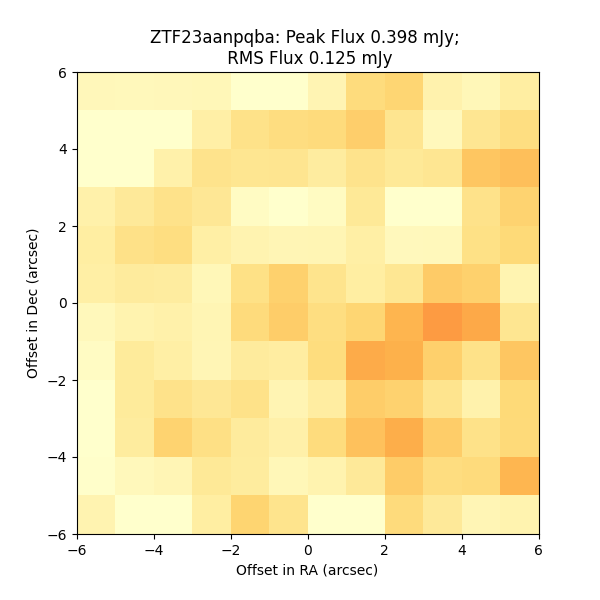 ZTF23aanpqba: Peak Flux 0.398 mJy;
RMS Flux 0.125 mJy
6
4
2
0
−2
−4
−6
Offset in Dec (arcsec)
−6 −4 −2 0 2 4 6
Offset in RA (arcsec)